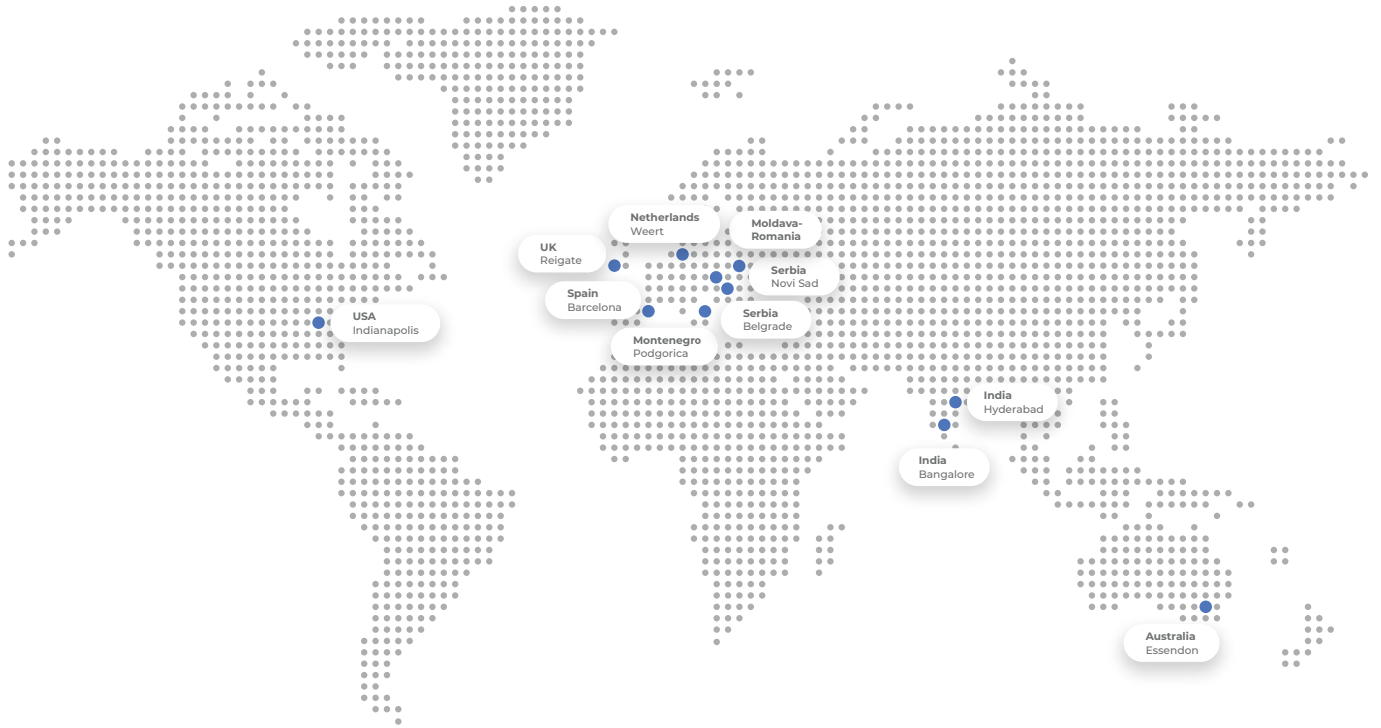 Netherlands
Weert
Moldava-
Romania
UK
Reigate
Serbia
Novi Sad
Spain
Barcelona
USA
Indianapolis
Serbia
Belgrade
Montenegro
Podgorica
India
Hyderabad
India
Bangalore
Australia
Essendon